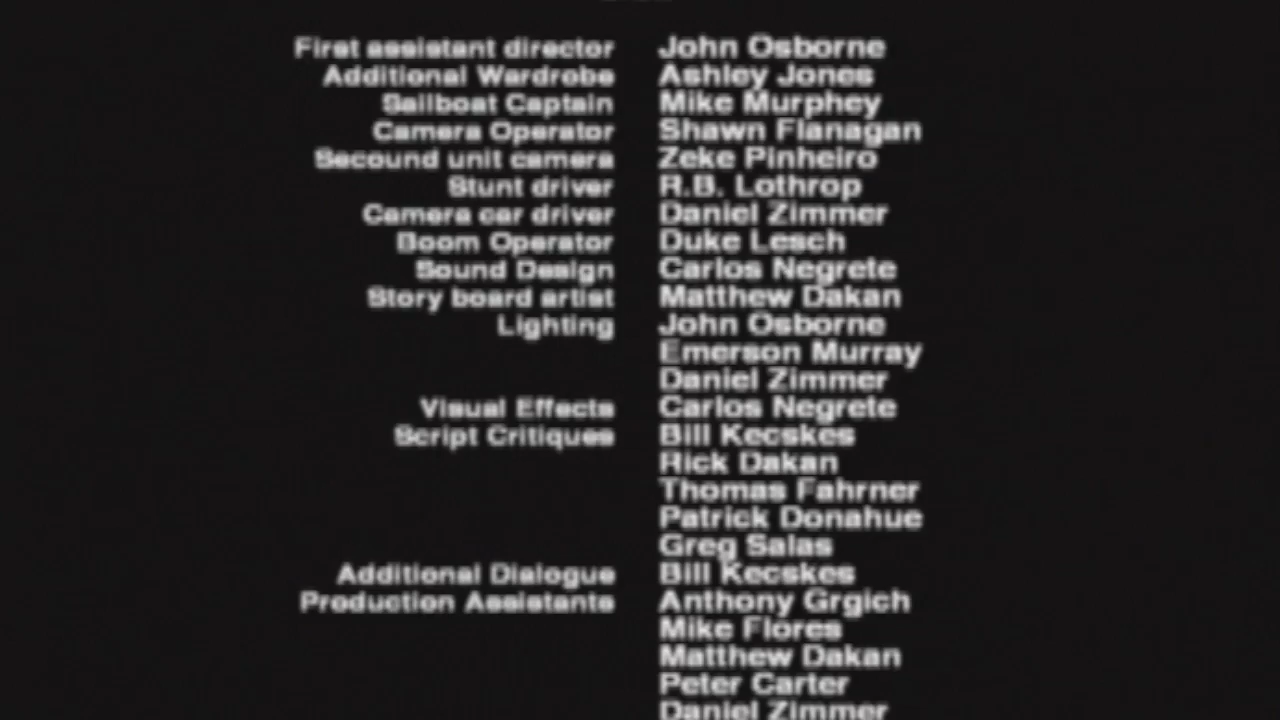 First assistant director John Osborne
Additional Wardrobe Ashley Jones
Sailboat Captain Mike Murphey
Camera Operator Shawn Flanagan
Secound unit camera Zeke Pinheiro
Stunt driver R.B. Lothrop
Camera car driver Daniel Zimmer
Boom Operator Duke Lesch
Sound Design Carlos Negrete
Story board artist Matthew Dakan
Lighting John Osborne
Emerson Murray
Daniel Zimmer
Visual Effects Carlos Negrete
Script Critiques Bill Kecskes
Rick Dakan
Thomas Fahrner
Patrick Donahue
Greg Salas
Additional Dialogue Bill Kecskes
Production Assistants Anthony Grgich
Mike Flores
Matthew Dakan
Peter Carter
Daniel Zimmer